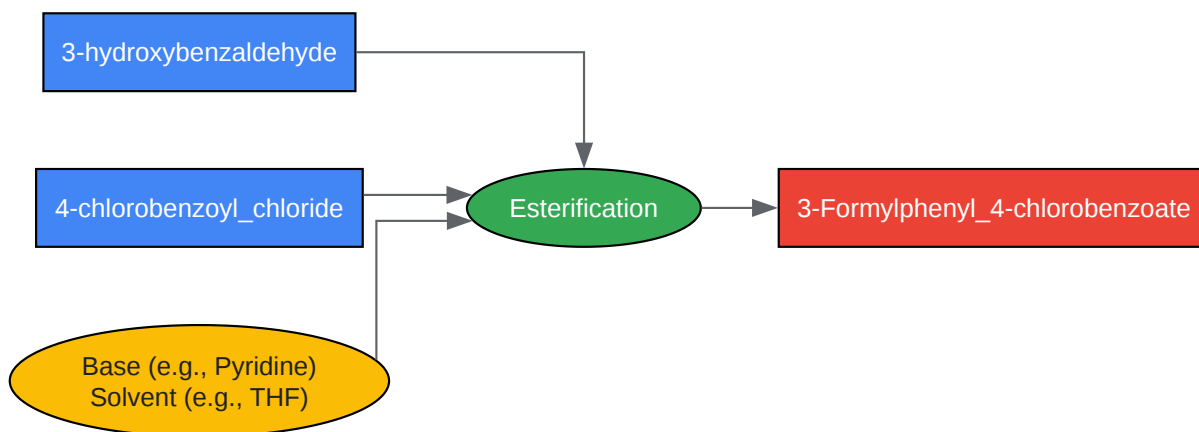 3-hydroxybenzaldehyde
4-chlorobenzoyl_chloride
Esterification
3-Formylphenyl_4-chlorobenzoate
Base (e.g., Pyridine)
Solvent (e.g., THF)